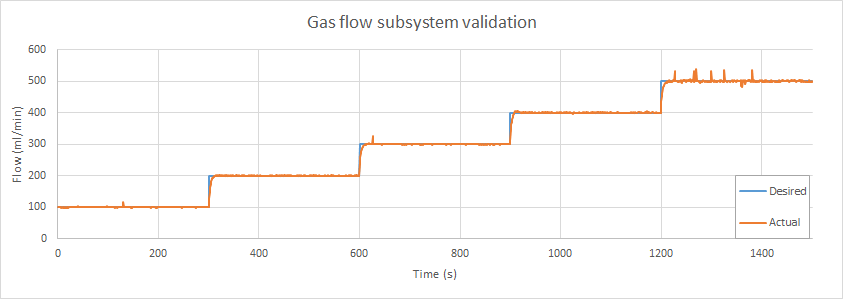 Gas flow subsystem validation
600
500
400
300
200
100
0
Flow (ml/min)
0 200 400 600 800 1000 1200 1400
Time (s)
Desired
Actual